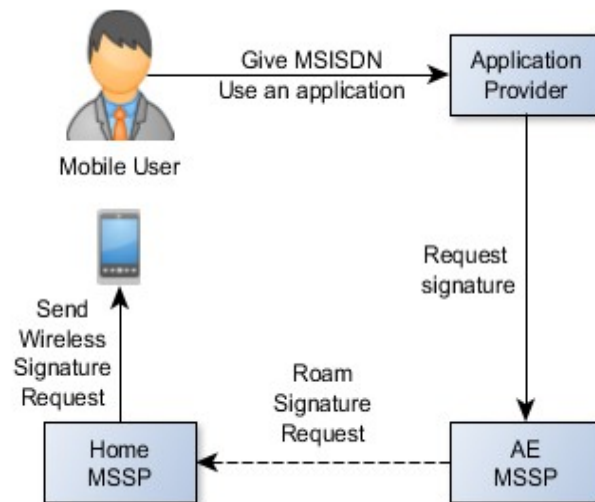 Give MSISDN
Use an application
Application
Provider
Mobile User
Request
signature
Send
Wireless
Signature
Request
Roam
Signature
Request
Home
MSSP
AE
MSSP